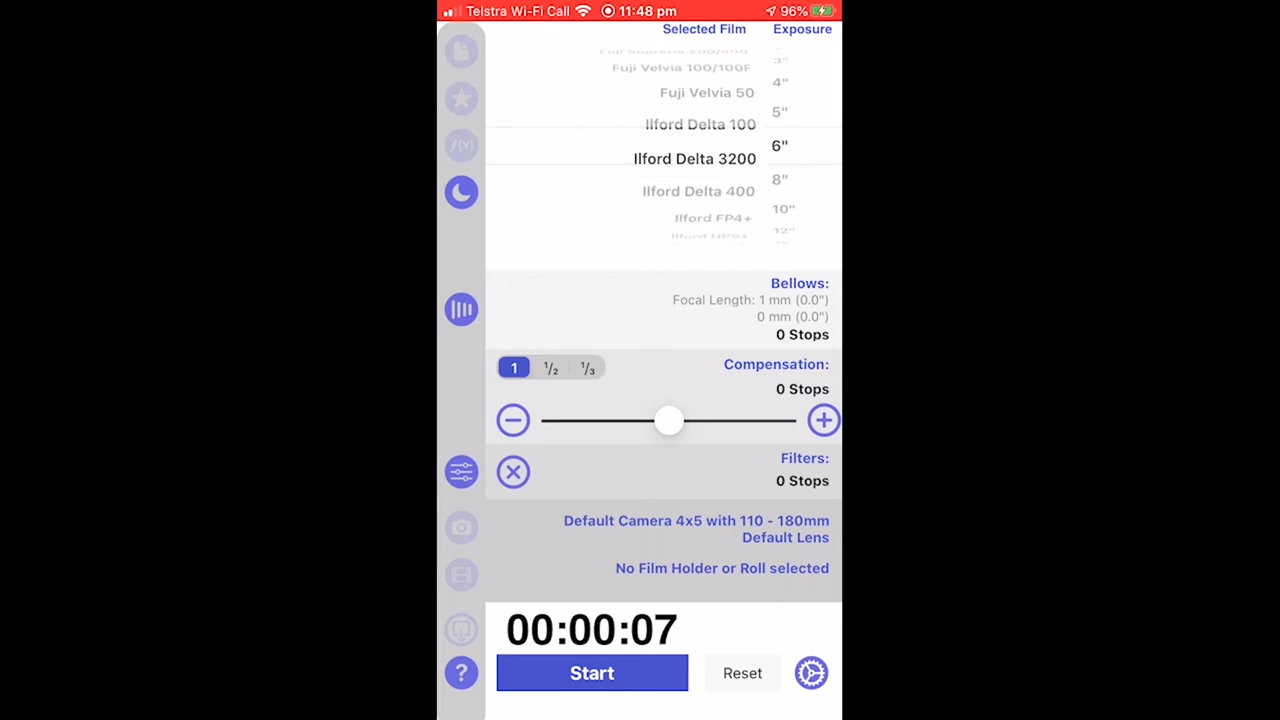 Telstra Wi-Fi Call 11:48 pm 96%
Selected Film Exposure
3"
Fuji Velvia 100/100F
4"
Fuji Velvia 50
5"
Ilford Delta 100
6"
Ilford Delta 3200
8"
Ilford Delta 400
10"
Ilford FP4+
12"
Ilford HP5+
Bellows:
Focal Length: 1 mm (0.0")
0 mm (0.0")
0 Stops
1 1/2 1/3 Compensation:
0 Stops
Filters:
0 Stops
Default Camera 4x5 with 110 - 180mm
Default Lens
No Film Holder or Roll selected
00:00:07
Start Reset
f(x)
?